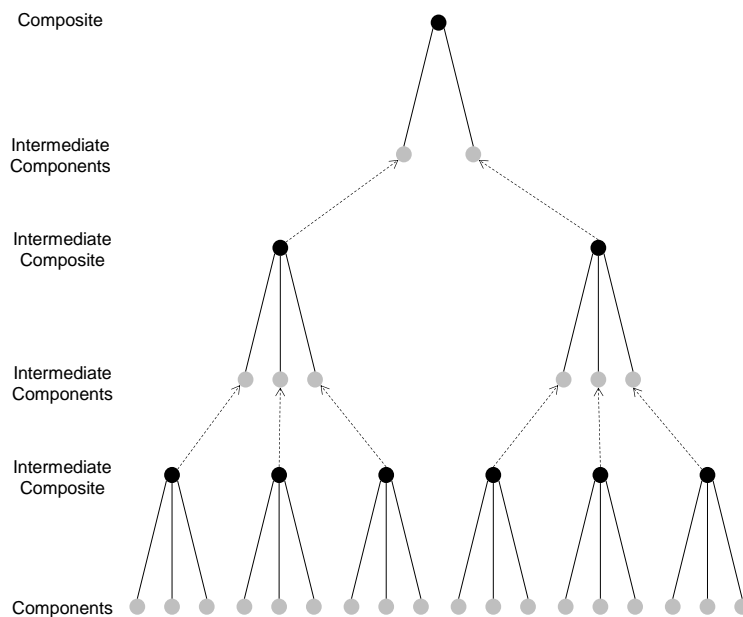 Composite
Intermediate
Components
Intermediate
Composite
Intermediate
Components
Intermediate
Composite
Components